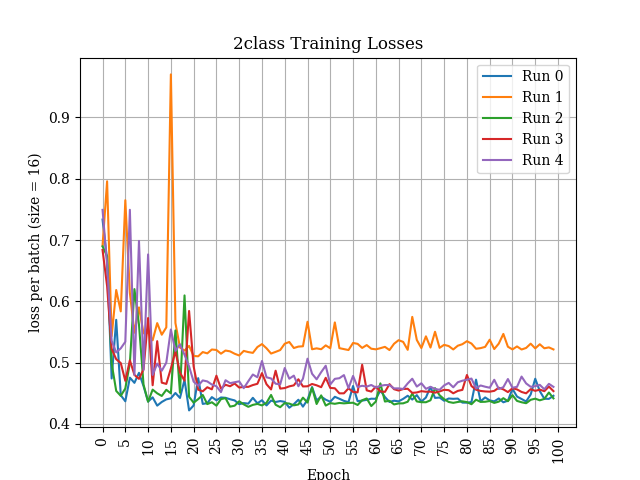 2class Training Losses
Run 0
Run 1
Run 2
Run 3
Run 4
loss per batch (size = 16)
0.9
0.8
0.7
0.6
0.5
0.4
0 5 10 15 20 25 30 35 40 45 50 55 60 65 70 75 80 85 90 95 100
Epoch